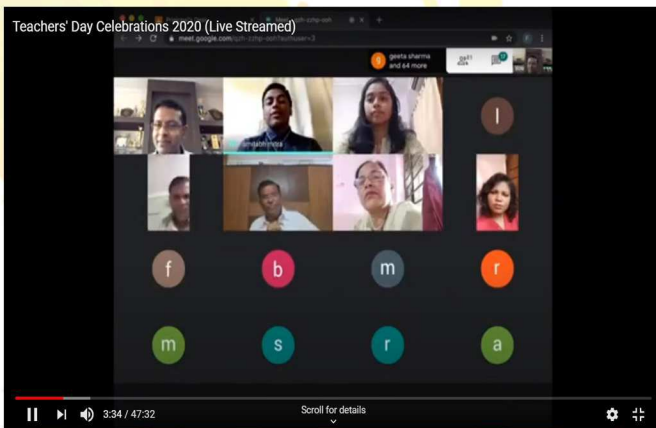 Teachers' Day Celebrations 2020 (Live Streamed)
meet.google.com/
geeta sharma
and 64 more
l
f
b
m
r
m
s
r
a
3:34 / 47:32
Scroll for details